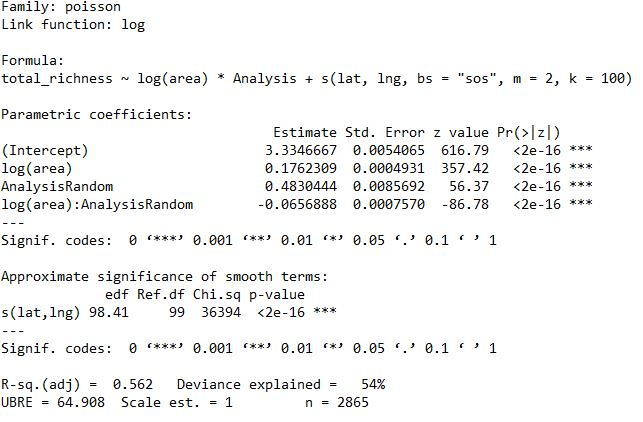 Family: poisson
Link function: log
Formula:
total_richness ~ log(area) * Analysis + s(lat, lng, bs = "sos", m = 2, k = 100)
Parametric coefficients:
Estimate Std. Error z value Pr(>|z|)
(Intercept) 3.3346667 0.0054065 616.79 <2e-16 ***
log(area) 0.1762309 0.0004931 357.42 <2e-16 ***
AnalysisRandom 0.4830444 0.0085692 56.37 <2e-16 ***
log(area):AnalysisRandom -0.0656888 0.0007570 -86.78 <2e-16 ***
---
Signif. codes: 0 ‘***’ 0.001 ‘**’ 0.01 ‘*’ 0.05 ‘.’ 0.1 ‘ ’ 1
Approximate significance of smooth terms:
edf Ref.df Chi.sq p-value
s(lat,lng) 98.41 99 36394 <2e-16 ***
---
Signif. codes: 0 ‘***’ 0.001 ‘**’ 0.01 ‘*’ 0.05 ‘.’ 0.1 ‘ ’ 1
R-sq.(adj) = 0.562 Deviance explained = 54%
UBRE = 64.908 Scale est. = 1 n = 2865